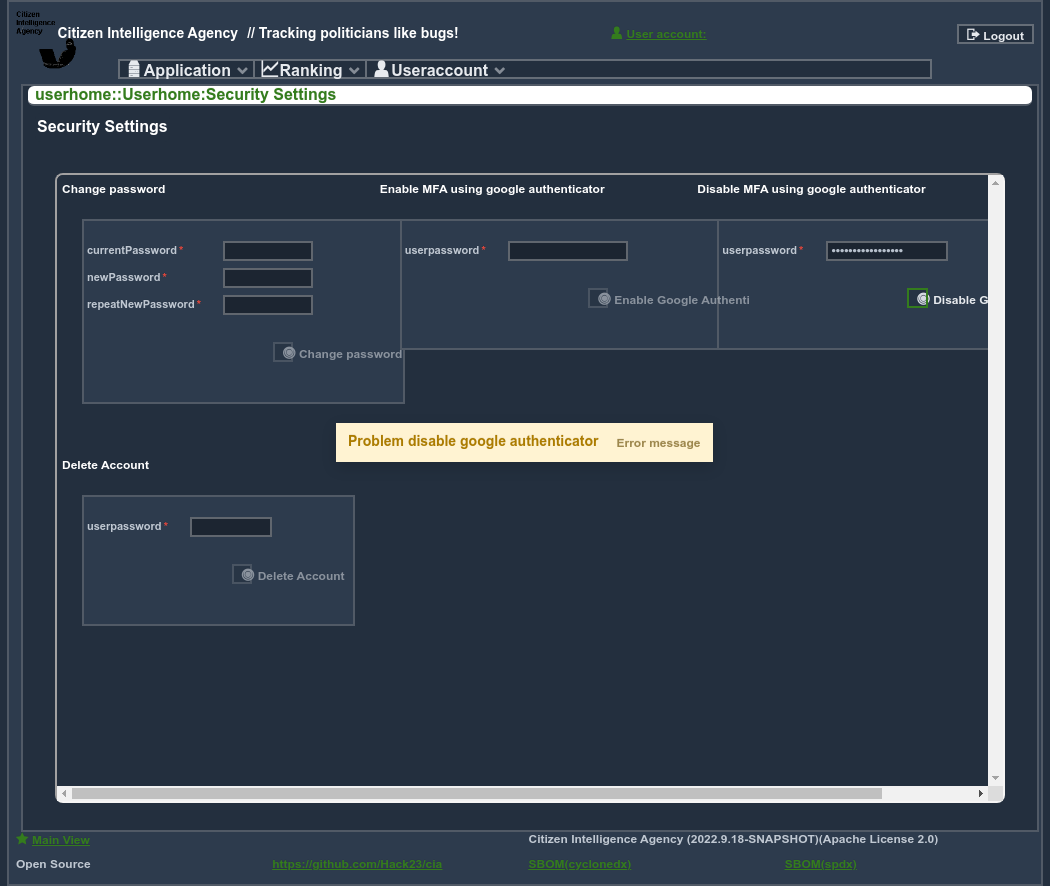 Citizen
Intelligence
Agency
Citizen Intelligence Agency // Tracking politicians like bugs!
User account:
Logout
Application Ranking Useraccount
userhome::Userhome:Security Settings
Security Settings
Change password Enable MFA using google authenticator Disable MFA using google authenticator
currentPassword* userpassword* userpassword* •••••••••••••••••
newPassword*
repeatNewPassword*
Enable Google Authenti Disable G
Change password
Problem disable google authenticator Error message
Delete Account
userpassword*
Delete Account
Main View Citizen Intelligence Agency (2022.9.18-SNAPSHOT)(Apache License 2.0)
Open Source https://github.com/Hack23/cia SBOM(cyclonedx) SBOM(spdx)